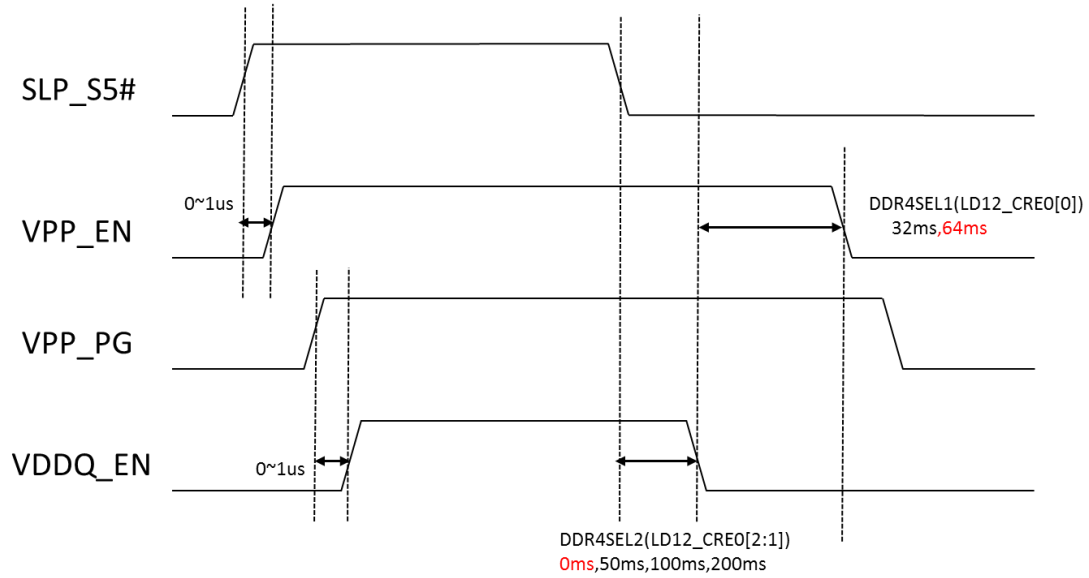 SLP_S5#
0~1us
VPP_EN
DDR4SEL1(LD12_CRE0[0])
32ms,64ms
VPP_PG
VDDQ_EN
0~1us
DDR4SEL2(LD12_CRE0[2:1])
0ms,50ms,100ms,200ms